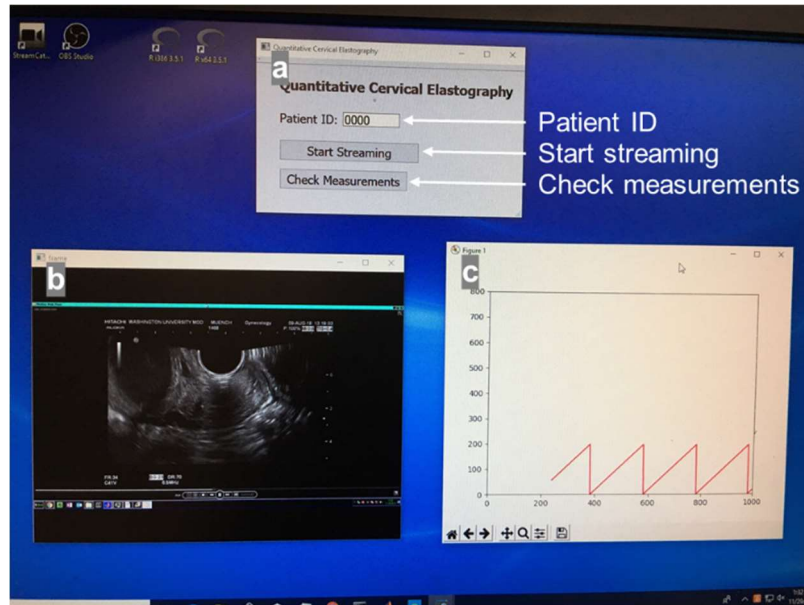 StreamCat...
OBS Studio
R i386 3.5.1
R x64 3.5.1
Quantitative Cervical Elastography
a
Quantitative Cervical Elastography
Patient ID: 0000
Start Streaming
Check Measurements
Patient ID
Start streaming
Check measurements
b
Frame
HITACHI WASHINGTON UNIVERSITY MOD
Gynecology
c
Figure 1
800
700
600
500
400
300
200
100
0
0
200
400
600
800
1000